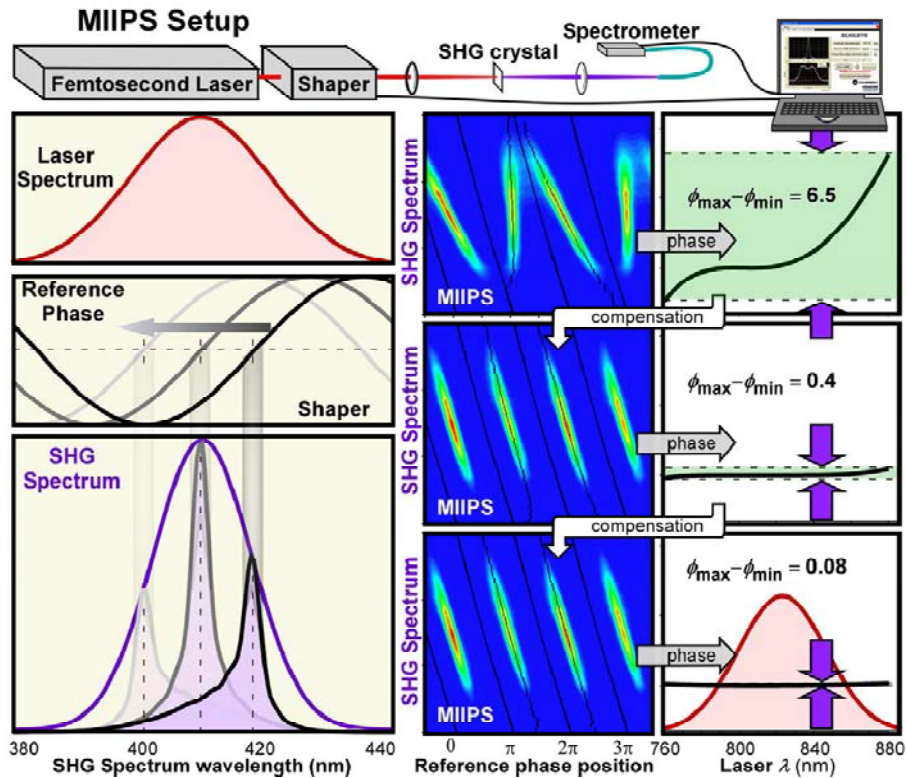 MIIPS Setup
Femtosecond Laser
Shaper
SHG
crystal
Spectrometer
Laser
Spectrum
Reference
Phase
Shaper
SHG
Spectrum
380 400 420 440
SHG Spectrum wavelength (nm)
SHG Spectrum
MIIPS
phase
ϕmax–ϕmin = 6.5
compensation
SHG Spectrum
MIIPS
phase
ϕmax–ϕmin = 0.4
compensation
SHG Spectrum
MIIPS
phase
ϕmax–ϕmin = 0.08
0 π 2π 3π
Reference phase position
760 800 840 880
Laser λ (nm)